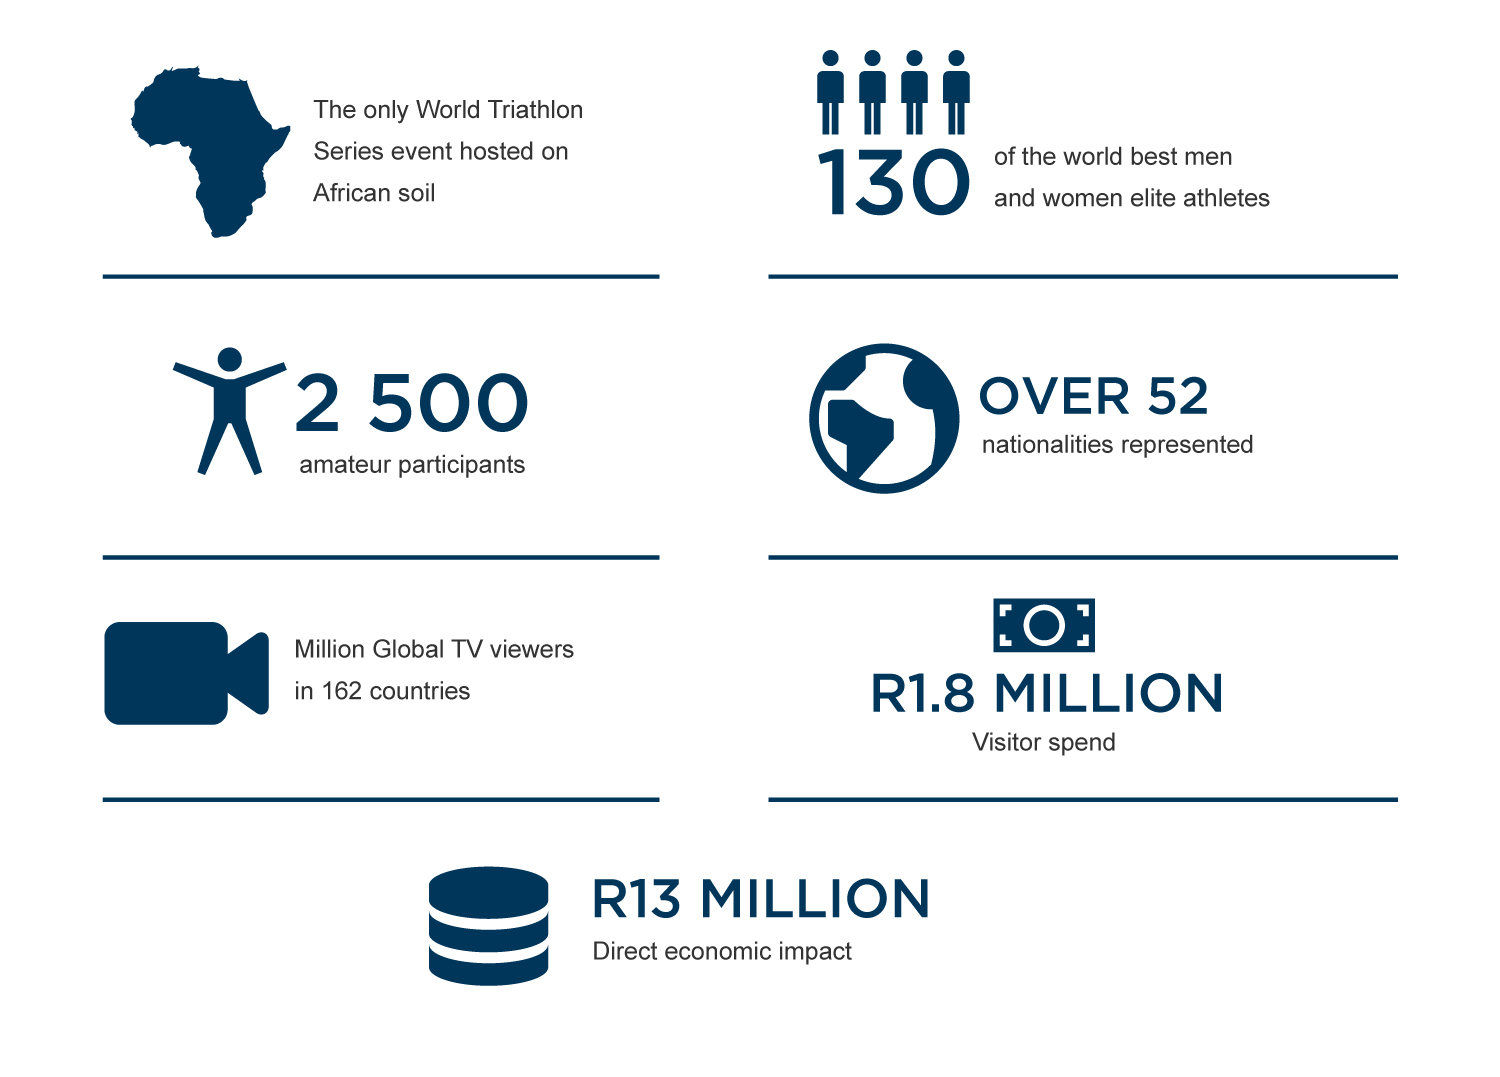 The only World Triathlon
Series event hosted on
African soil
130
of the world best men
and women elite athletes
2 500
amateur participants
OVER 52
nationalities represented
Million Global TV viewers
in 162 countries
R1.8 MILLION
Visitor spend
R13 MILLION
Direct economic impact